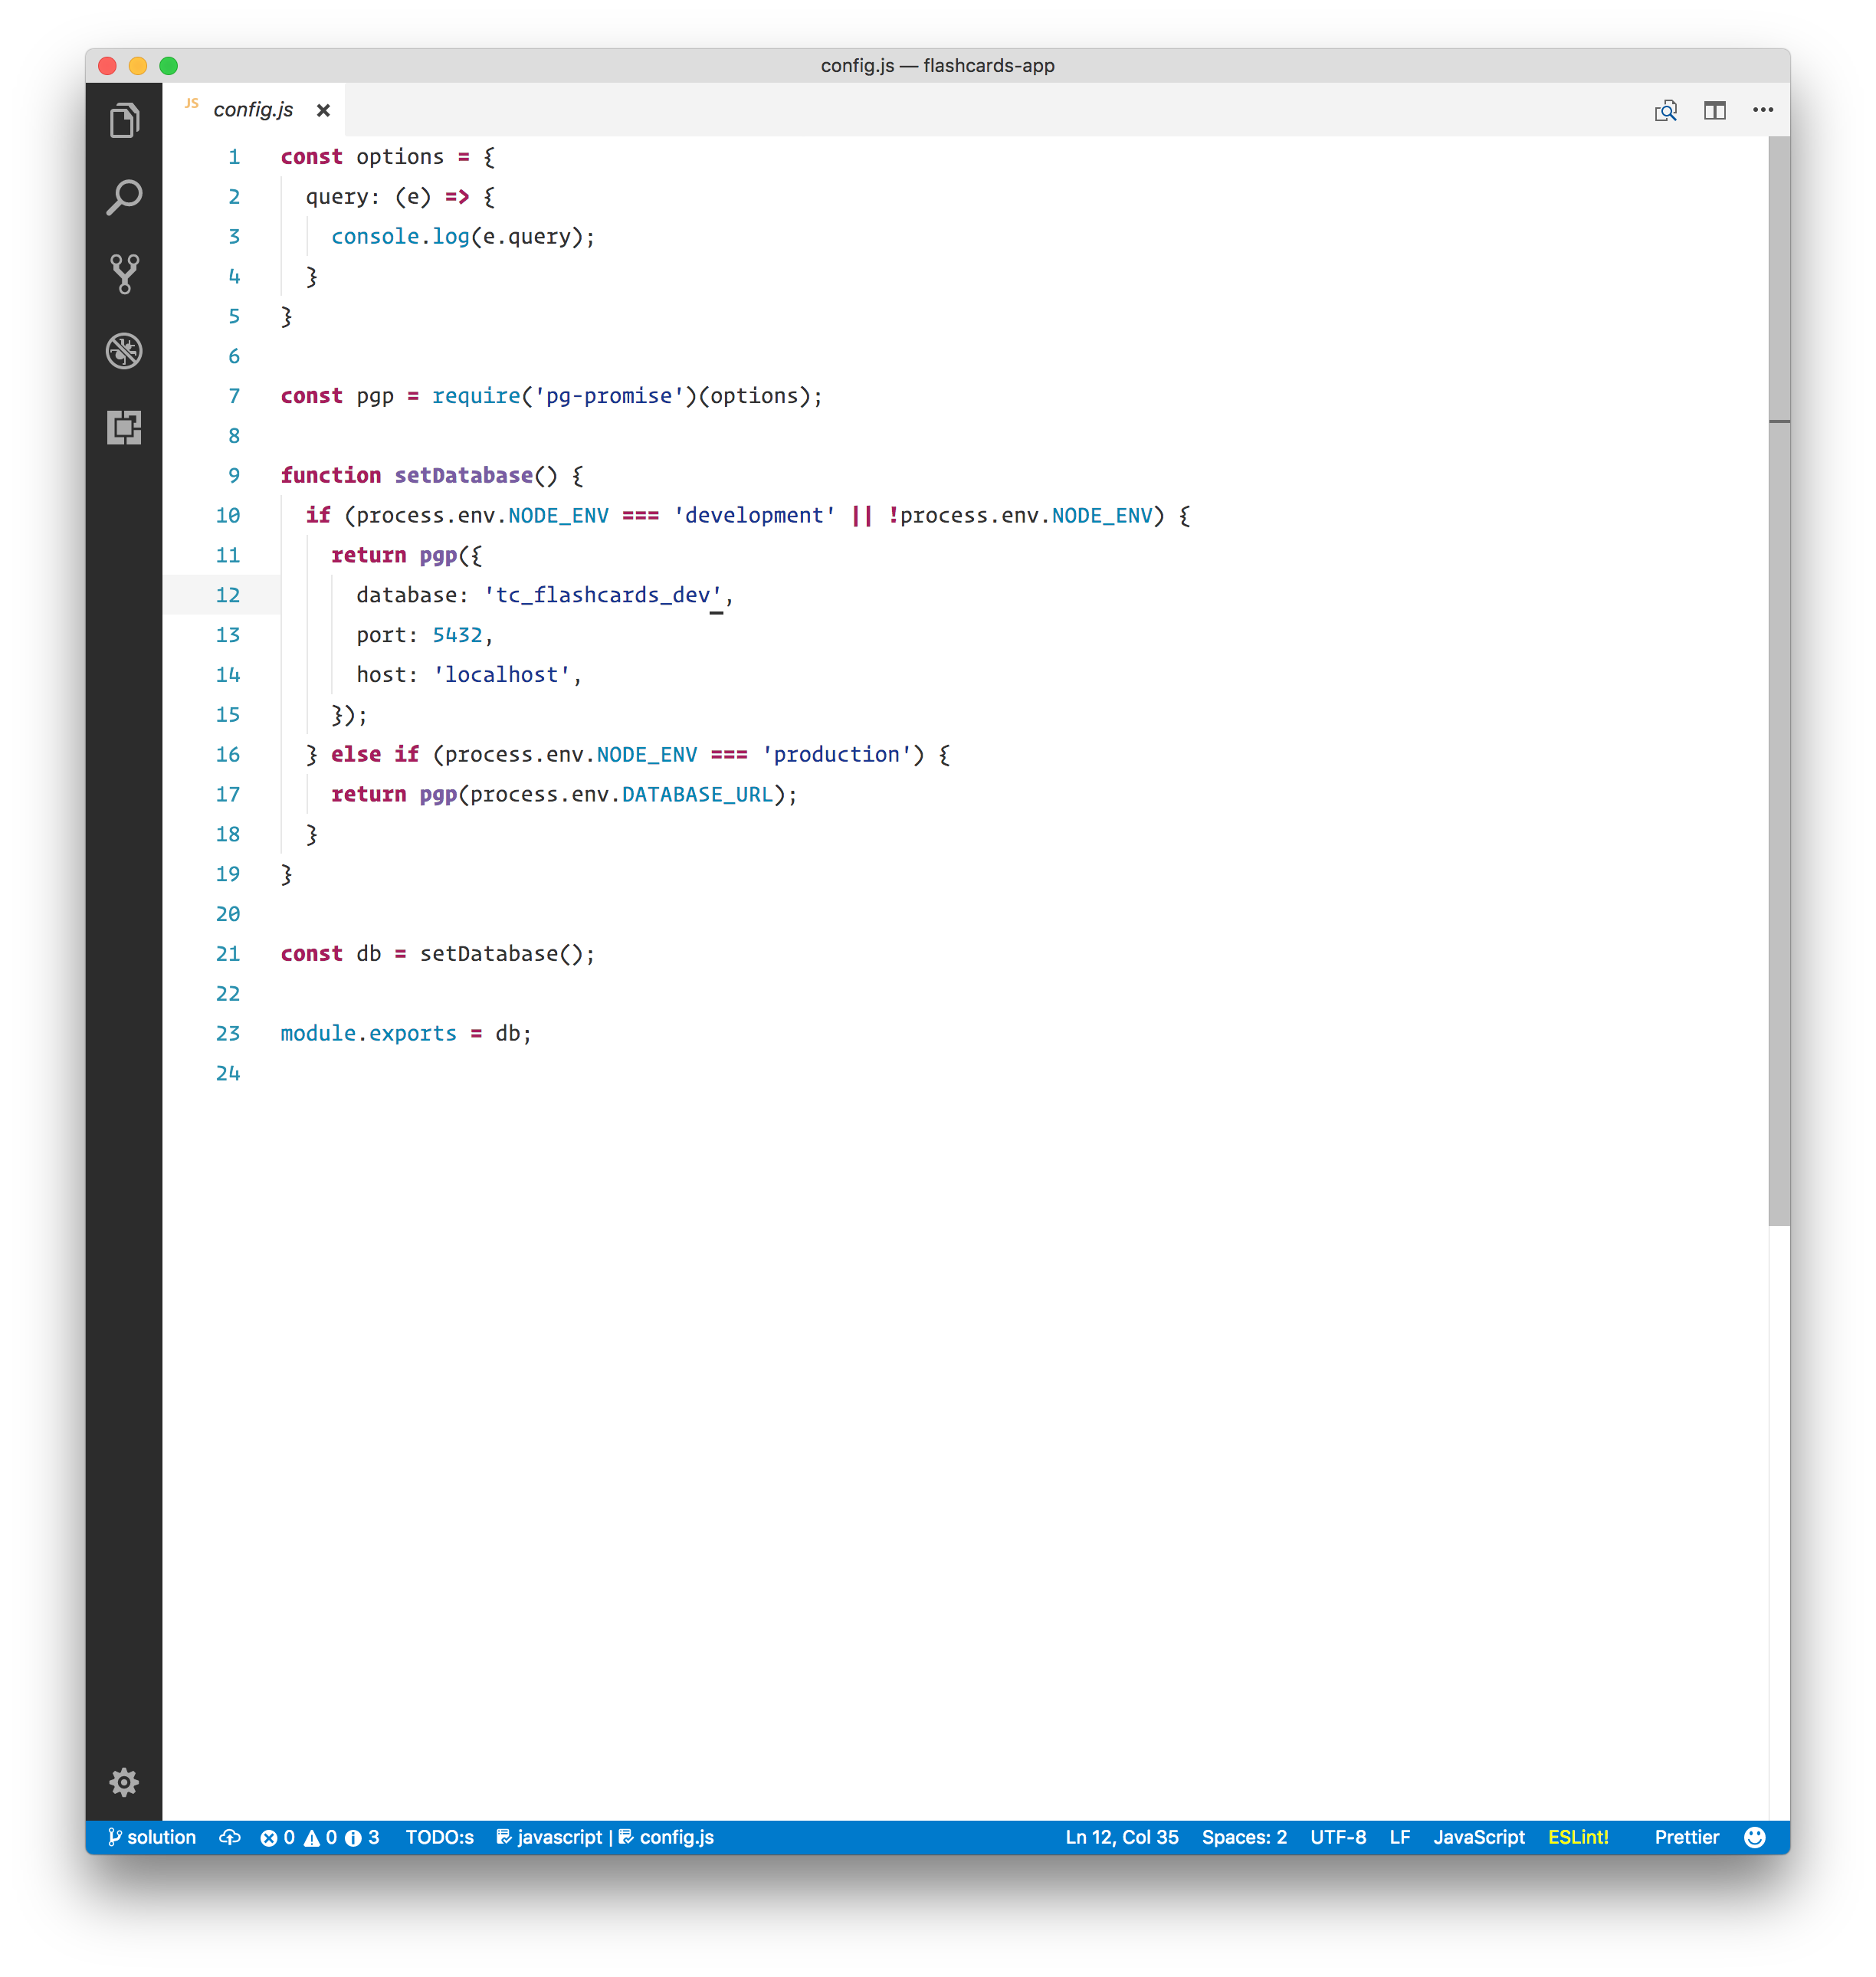 config.js — flashcards-app
JS config.js
1 const options = {
2   query: (e) => {
3     console.log(e.query);
4   }
5 }
6
7 const pgp = require('pg-promise')(options);
8
9 function setDatabase() {
10   if (process.env.NODE_ENV === 'development' || !process.env.NODE_ENV) {
11     return pgp({
12       database: 'tc_flashcards_dev',
13       port: 5432,
14       host: 'localhost',
15     });
16   } else if (process.env.NODE_ENV === 'production') {
17     return pgp(process.env.DATABASE_URL);
18   }
19 }
20
21 const db = setDatabase();
22
23 module.exports = db;
24
solution 0 0 3 TODO:s javascript | config.js Ln 12, Col 35 Spaces: 2 UTF-8 LF JavaScript ESLint! Prettier